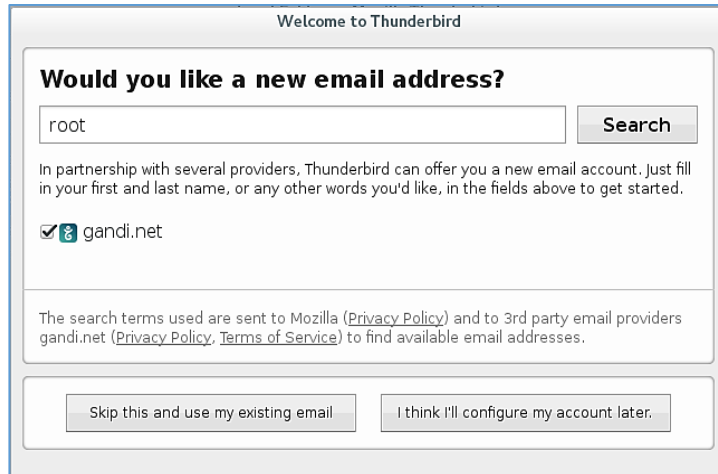 Welcome to Thunderbird
Would you like a new email address?
root
Search
In partnership with several providers, Thunderbird can offer you a new email account. Just fill
in your first and last name, or any other words you'd like, in the fields above to get started.
gandi.net
The search terms used are sent to Mozilla (Privacy Policy) and to 3rd party email providers
gandi.net (Privacy Policy, Terms of Service) to find available email addresses.
Skip this and use my existing email
I think I'll configure my account later.